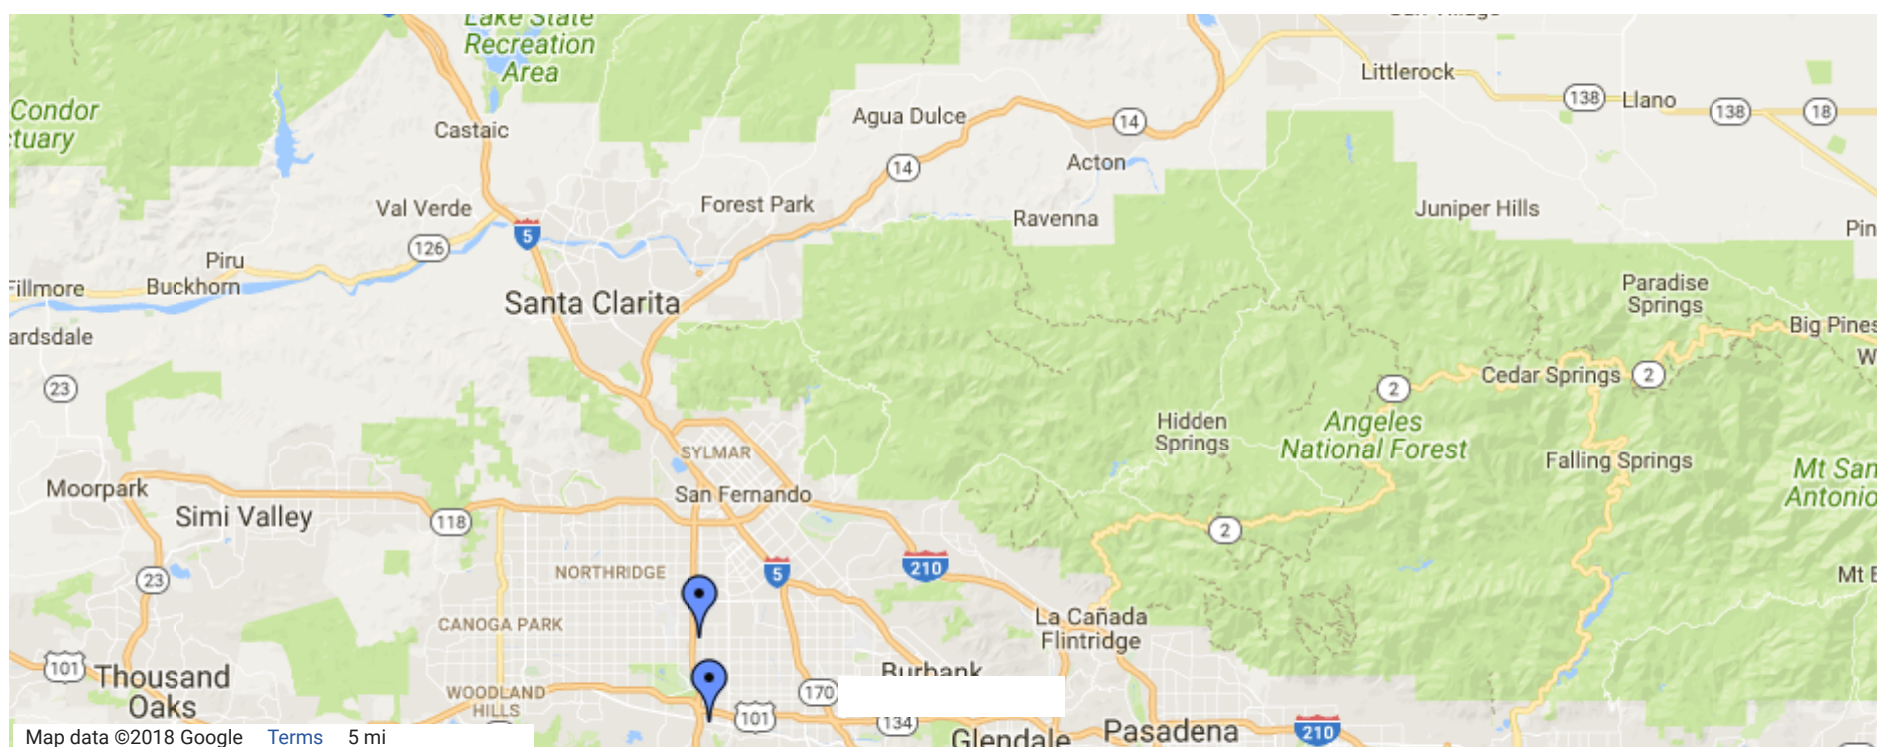 Lake State
Recreation
Area
Littlerock
138
Llano
138
18
Condor
ctuary
Castaic
Agua Dulce
14
14
Acton
Val Verde
Forest Park
Ravenna
Juniper Hills
Pin
5
126
Piru
Fillmore
Buckhorn
Santa Clarita
Paradise
Springs
ardsdale
Big Pines
W
23
Cedar Springs
2
2
Hidden
Springs
Angeles
National Forest
SYLMAR
Falling Springs
Mt San
Antonio
Moorpark
San Fernando
Simi Valley
118
2
NORTHRIDGE
5
210
23
Mt B
CANOGA PARK
La Cañada
Flintridge
101
Thousand
Oaks
WOODLAND
HILLS
Burbank
170
101
134
Glendale
Pasadena
210
Map data ©2018 Google Terms 5 mi